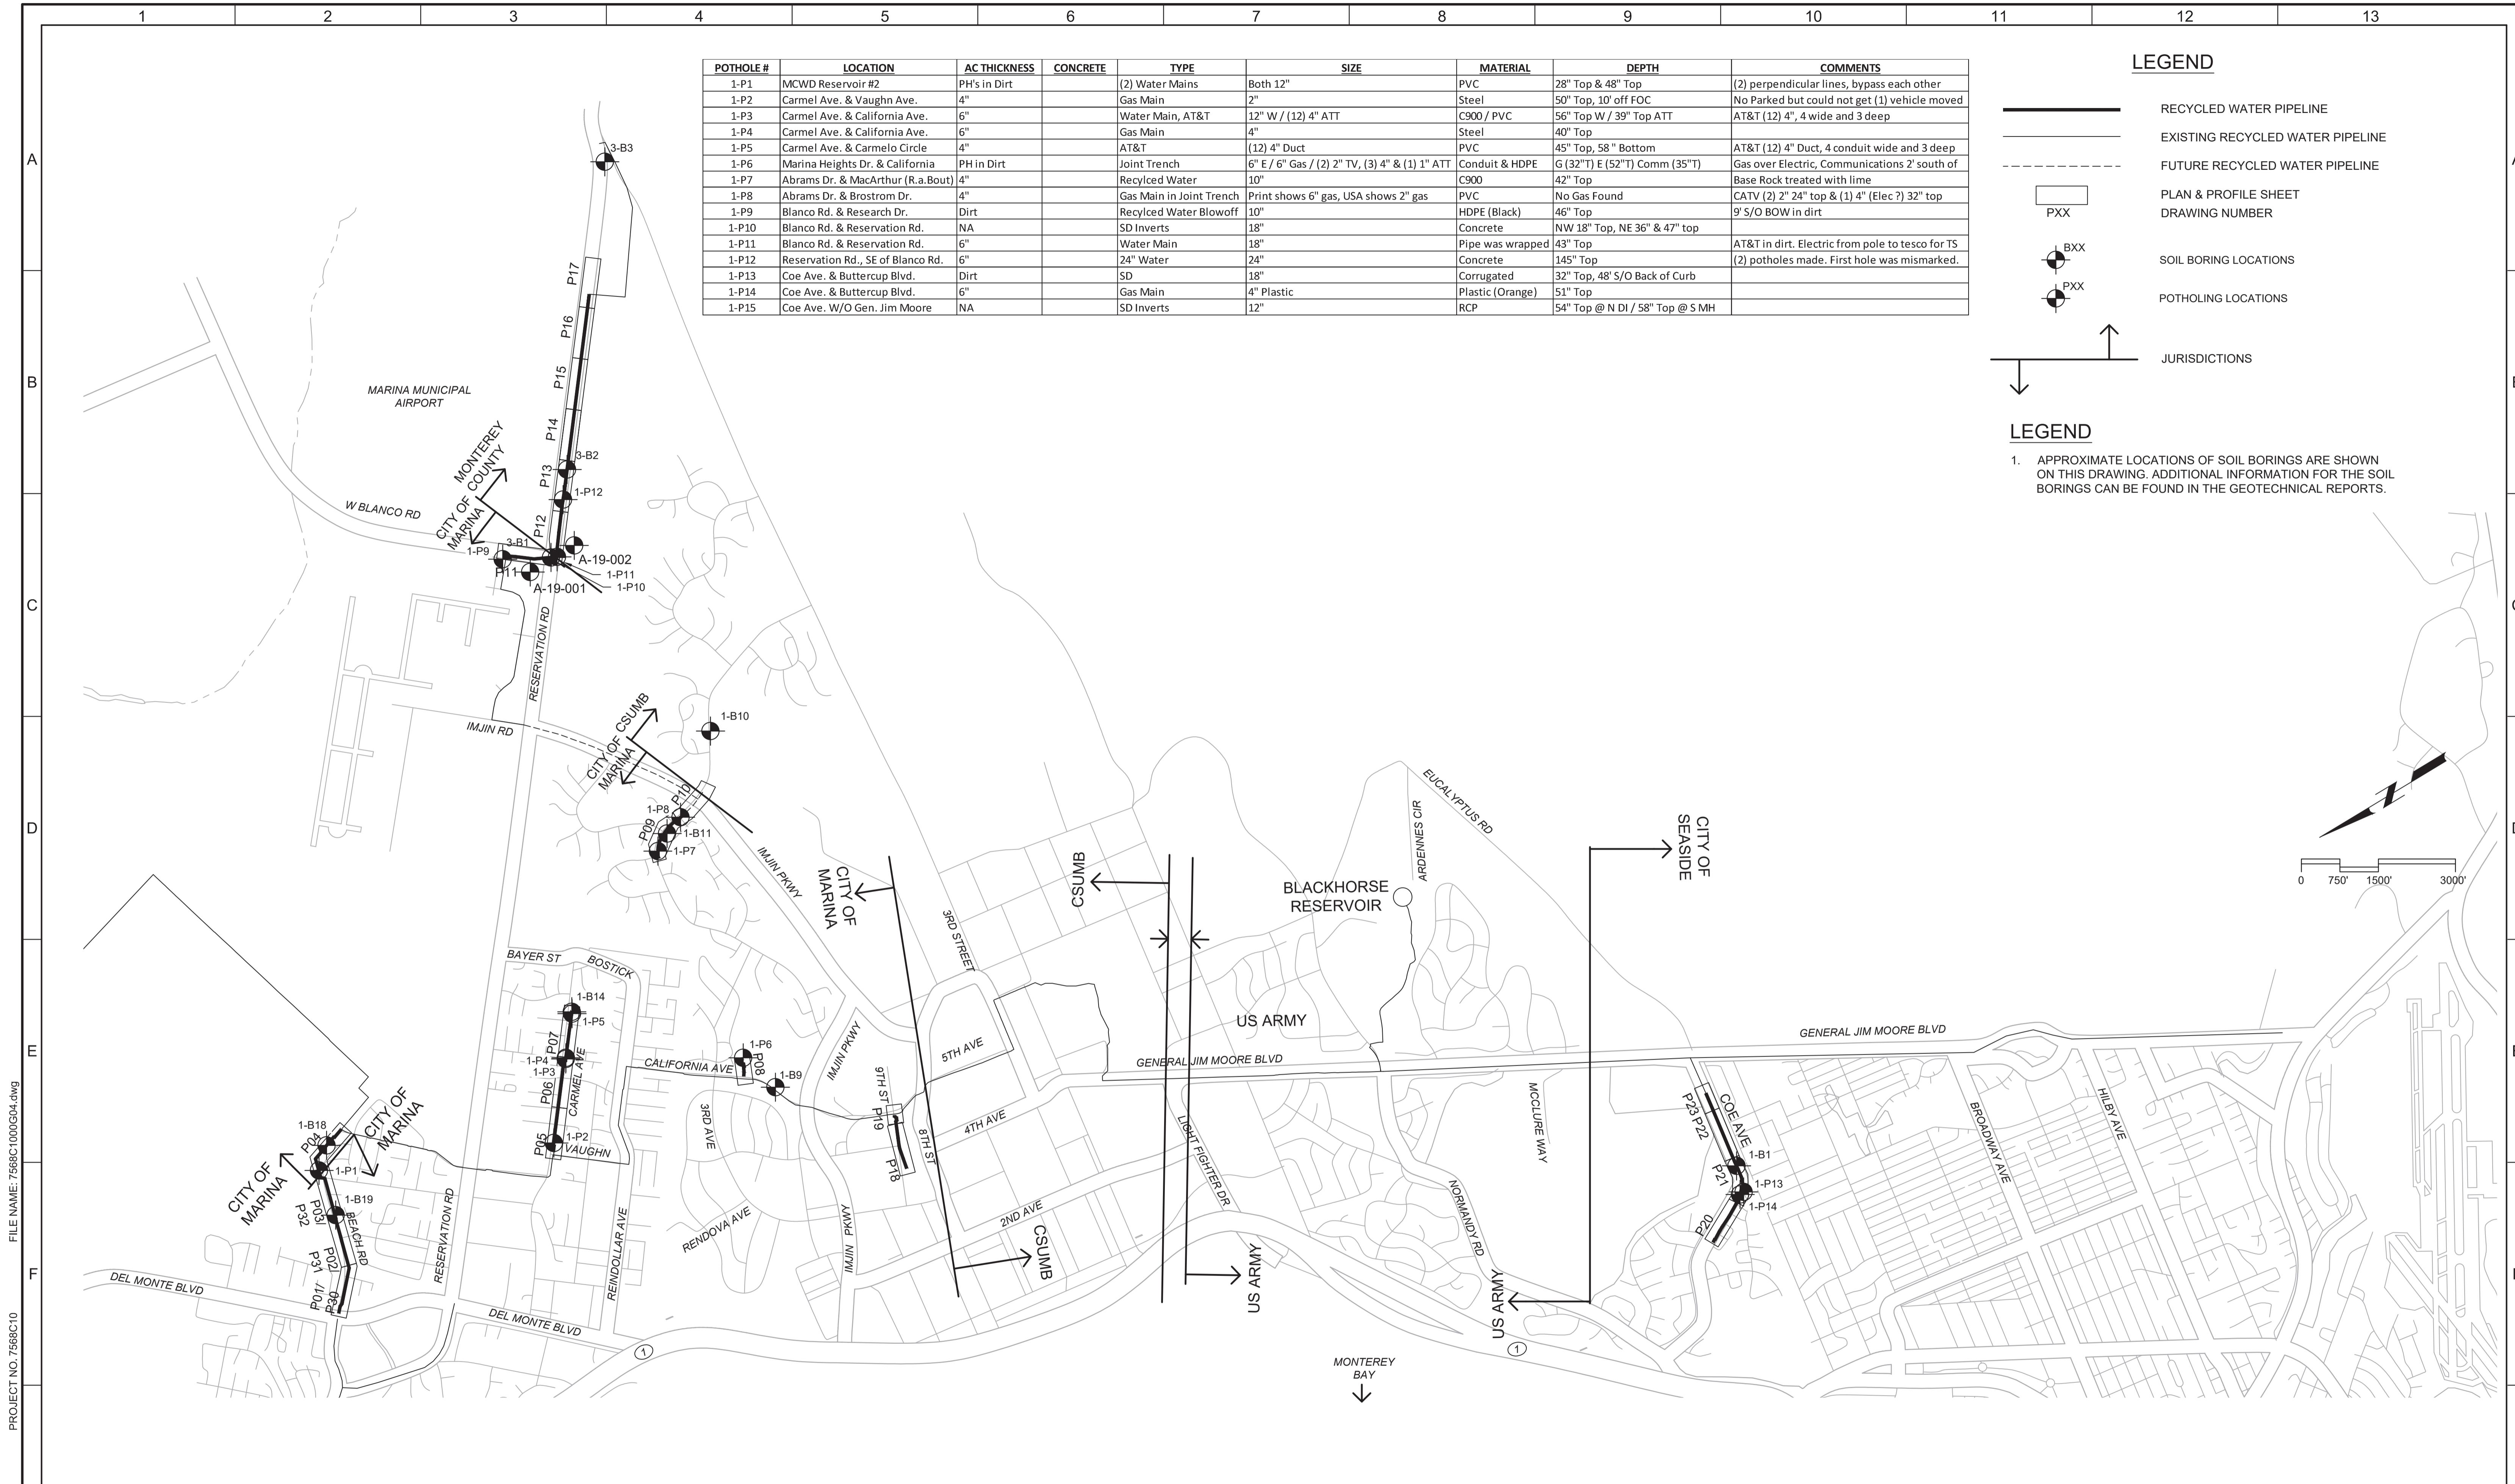 1 2 3 4 5 6 7 8 9 10 11 12 13
POTHOLE # LOCATION AC THICKNESS CONCRETE TYPE SIZE MATERIAL DEPTH COMMENTS
1-P1 MCWD Reservoir #2 PH's in Dirt (2) Water Mains Both 12" PVC 28" Top & 48" Top (2) perpendicular lines, bypass each other
1-P2 Carmel Ave. & Vaughn Ave. 4" Gas Main 2" Steel 50" Top, 10' off FOC No Parked but could not get (1) vehicle moved
1-P3 Carmel Ave. & California Ave. 6" Water Main, AT&T 12" W / (12) 4" ATT C900 / PVC 56" Top W / 39" Top ATT AT&T (12) 4", 4 wide and 3 deep
1-P4 Carmel Ave. & California Ave. 6" Gas Main 4" Steel 40" Top
1-P5 Carmel Ave. & Carmelo Circle 4" AT&T (12) 4" Duct PVC 45" Top, 58 " Bottom AT&T (12) 4" Duct, 4 conduit wide and 3 deep
1-P6 Marina Heights Dr. & California PH in Dirt Joint Trench 6" E / 6" Gas / (2) 2" TV, (3) 4" & (1) 1" ATT Conduit & HDPE G (32"T) E (52"T) Comm (35"T) Gas over Electric, Communications 2' south of
1-P7 Abrams Dr. & MacArthur (R.a.Bout) 4" Recylced Water 10" C900 42" Top Base Rock treated with lime
1-P8 Abrams Dr. & Brostrom Dr. 4" Gas Main in Joint Trench Print shows 6" gas, USA shows 2" gas PVC No Gas Found CATV (2) 2" 24" top & (1) 4" (Elec ?) 32" top
1-P9 Blanco Rd. & Research Dr. Dirt Recylced Water Blowoff 10" HDPE (Black) 46" Top 9' S/O BOW in dirt
1-P10 Blanco Rd. & Reservation Rd. NA SD Inverts 18" Concrete NW 18" Top, NE 36" & 47" top
1-P11 Blanco Rd. & Reservation Rd. 6" Water Main 18" Pipe was wrapped 43" Top AT&T in dirt. Electric from pole to tesco for TS
1-P12 Reservation Rd., SE of Blanco Rd. 6" 24" Water 24" Concrete 145" Top (2) potholes made. First hole was mismarked.
1-P13 Coe Ave. & Buttercup Blvd. Dirt SD 18" Corrugated 32" Top, 48' S/O Back of Curb
1-P14 Coe Ave. & Buttercup Blvd. 6" Gas Main 4" Plastic Plastic (Orange) 51" Top
1-P15 Coe Ave. W/O Gen. Jim Moore NA SD Inverts 12" RCP 54" Top @ N DI / 58" Top @ S MH
LEGEND
RECYCLED WATER PIPELINE
EXISTING RECYCLED WATER PIPELINE
FUTURE RECYCLED WATER PIPELINE
PLAN & PROFILE SHEET
PXX DRAWING NUMBER
BXX
SOIL BORING LOCATIONS
PXX
POTHOLING LOCATIONS
JURISDICTIONS
LEGEND
1. APPROXIMATE LOCATIONS OF SOIL BORINGS ARE SHOWN
ON THIS DRAWING. ADDITIONAL INFORMATION FOR THE SOIL
BORINGS CAN BE FOUND IN THE GEOTECHNICAL REPORTS.
A
B
C
D
E
F
3-B3
P17
P16
P15
P14
P13
P12
MARINA MUNICIPAL
AIRPORT
3-B2
1-P12
MONTEREY
COUNTY
CITY OF
MARINA
W BLANCO RD
1-P9
3-B1
P11
A-19-002
1-P11
1-P10
A-19-001
RESERVATION RD
IMJIN RD
CSUMB
CITY OF
MARINA
1-B10
P10
1-P8
P09
1-B11
1-P7
IMJIN PKWY
CITY OF
MARINA
3RD STREET
CSUMB
BLACKHORSE
RESERVOIR
ARDENNES CIR
EUCALYPTUS RD
CITY OF
SEASIDE
0 750' 1500' 3000'
BAYER ST
BOSTICK
1-B14
1-P5
P07
1-P4
1-P3
P06
CARMEL AVE
P05
1-P2
VAUGHN
CALIFORNIA AVE
1-P6
P08
1-B9
IMJIN PKWY
9TH ST
P19
P18
8TH ST
5TH AVE
4TH AVE
US ARMY
GENERAL JIM MOORE BLVD
GENERAL JIM MOORE BLVD
3RD AVE
RENDOVA AVE
IMJIN PKWY
2ND AVE
CSUMB
LIGHT FIGHTER DR
US ARMY
NORMANDY RD
MCCLURE WAY
US ARMY
COE AVE
P23
P22
1-B1
P21
1-P13
1-P14
P20
BROADWAY AVE
HILBY AVE
1-B18
P04
CITY OF
MARINA
1-P1
CITY OF
MARINA
1-B19
P03/
P32
BEACH RD
P02/
P31
P01/
P30
RESERVATION RD
REINDOLLAR AVE
DEL MONTE BLVD
DEL MONTE BLVD
1
1
MONTEREY
BAY
PROJECT NO. 7568C10 FILE NAME: 7568C1000G04.dwg